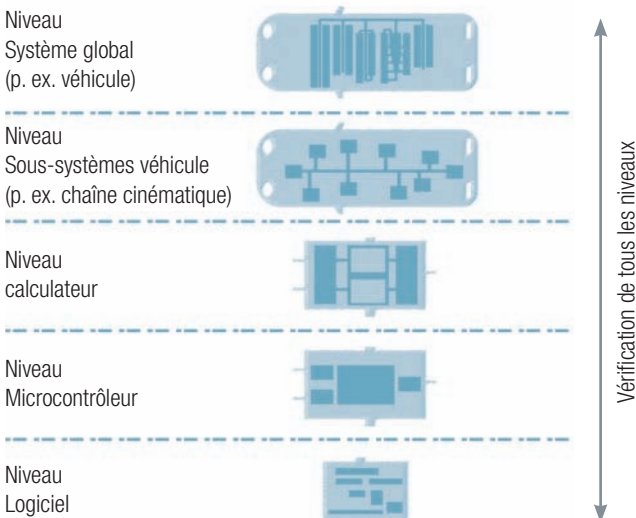 Niveau
Système global
(p. ex. véhicule)
Niveau
Sous-systèmes véhicule
(p. ex. chaîne cinématique)
Niveau
calculateur
Niveau
Microcontrôleur
Niveau
Logiciel
Vérification de tous les niveaux